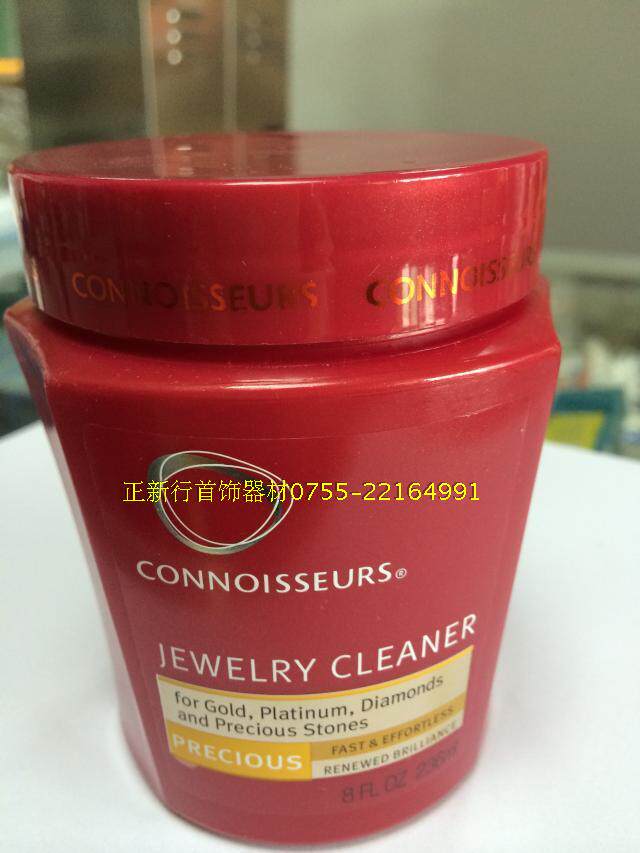 CONNOISSEURS CONNOISSEURS
正新行首饰器材0755-22164991
CONNOISSEURS®
JEWELRY CLEANER
for Gold, Platinum, Diamonds
and Precious Stones
PRECIOUS
FAST & EFFORTLESS
RENEWED BRILLIANCE
8 FL OZ 236ml